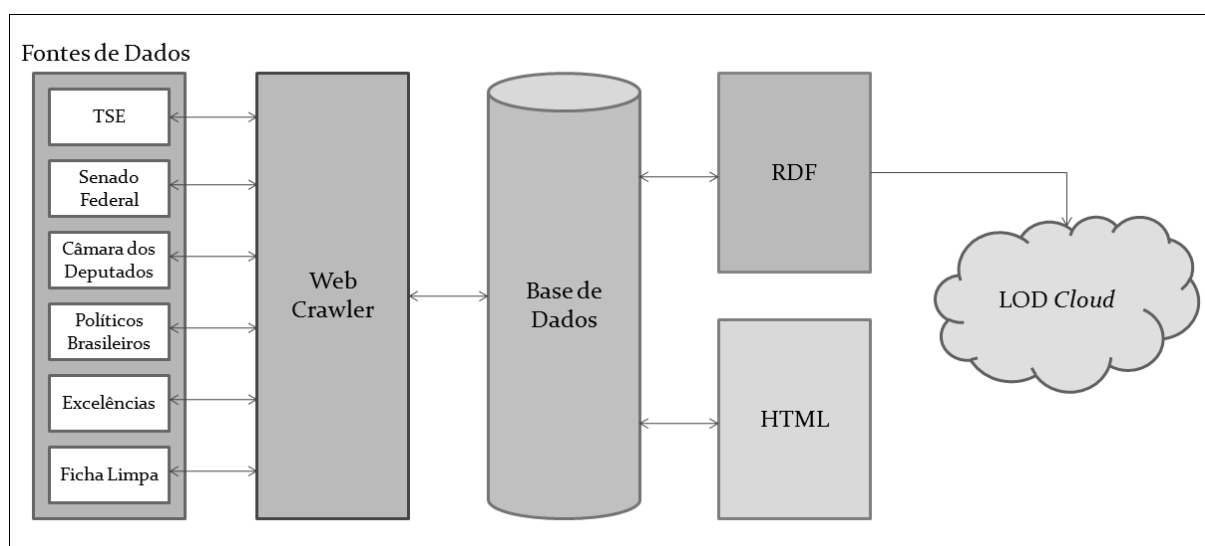 Fontes de Dados
TSE
Senado
Federal
Câmara dos
Deputados
Políticos
Brasileiros
Excelências
Ficha Limpa
Web
Crawler
Base de
Dados
RDF
HTML
LOD Cloud